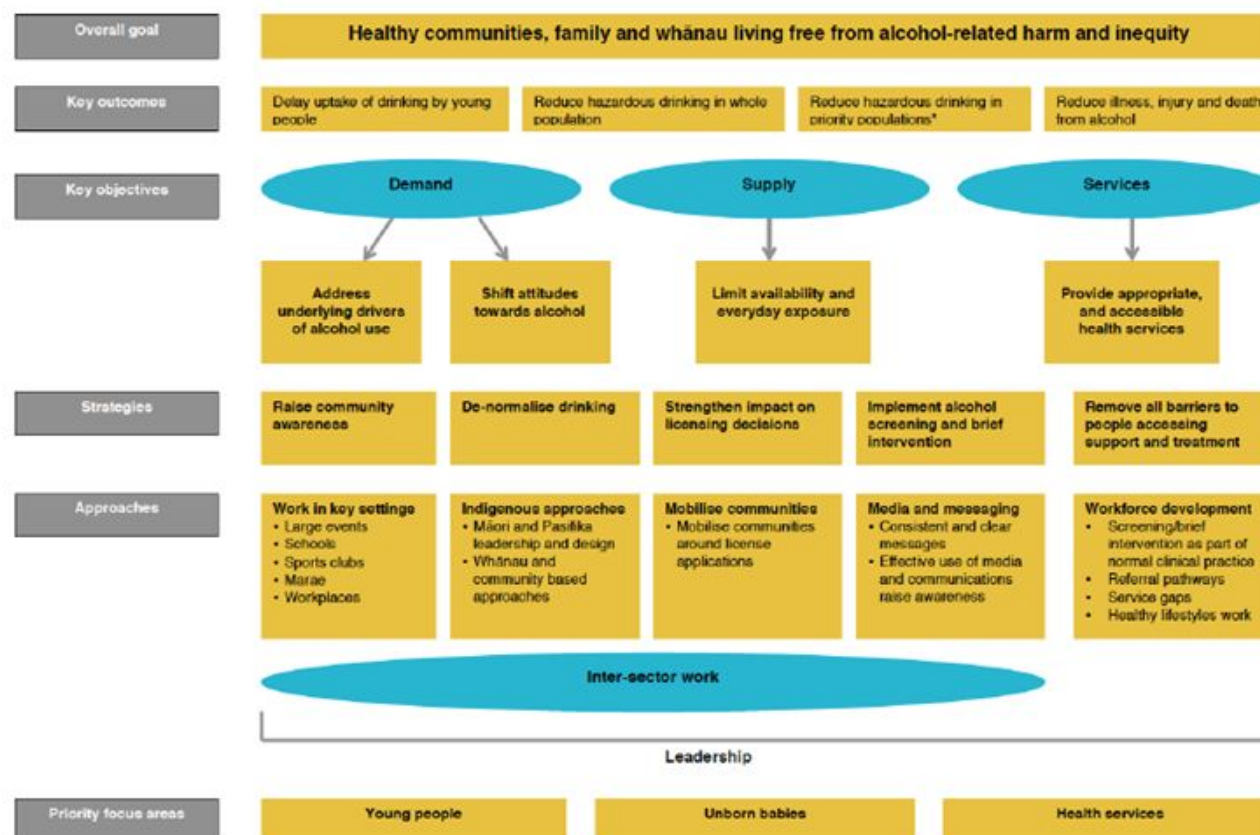 Overall goal
Healthy communities, family and whānau living free from alcohol-related harm and inequity
Key outcomes
Delay uptake of drinking by young
people
Reduce hazardous drinking in whole
population
Reduce hazardous drinking in
priority populations*
Reduce illness, injury and death
from alcohol
Key objectives
Demand
Supply
Services
Address
underlying drivers
of alcohol use
Shift attitudes
towards alcohol
Limit availability and
everyday exposure
Provide appropriate,
and accessible
health services
Strategies
Raise community
awareness
De-normalise drinking
Strengthen impact on
licensing decisions
Implement alcohol
screening and brief
intervention
Remove all barriers to
people accessing
support and treatment
Approaches
Work in key settings
• Large events
• Schools
• Sports clubs
• Marae
• Workplaces
Indigenous approaches
• Māori and Pasifika
leadership and design
• Whānau and
community based
approaches
Mobilise communities
• Mobilise communities
around license
applications
Media and messaging
• Consistent and clear
messages
• Effective use of media
and communications
raise awareness
Workforce development
• Screening/brief
intervention as part of
normal clinical practice
• Referral pathways
• Service gaps
• Healthy lifestyles work
Inter-sector work
Leadership
Priority focus areas
Young people
Unborn babies
Health services